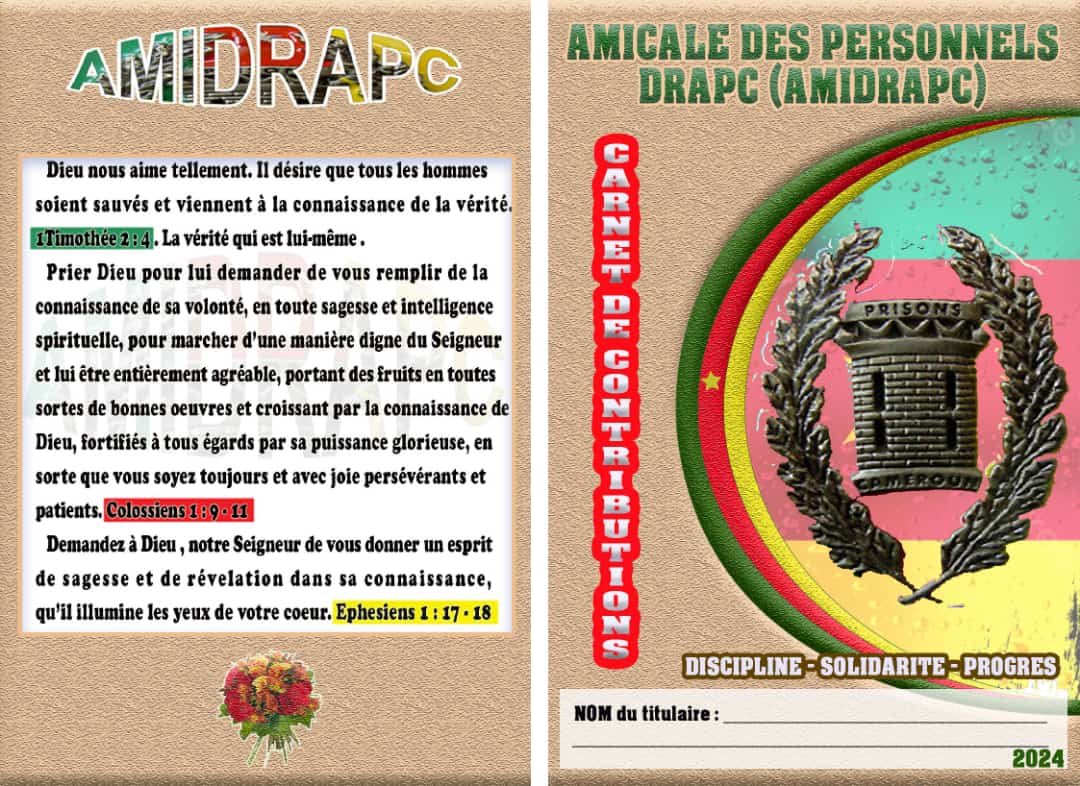 AMIDRAPC
Dieu nous aime tellement. Il désire que tous les hommes
soient sauvés et viennent à la connaissance de la vérité.
1Timothée 2 : 4 . La vérité qui est lui-même .
Prier Dieu pour lui demander de vous remplir de la
connaissance de sa volonté, en toute sagesse et intelligence
spirituelle, pour marcher d'une manière digne du Seigneur
et lui être entièrement agréable, portant des fruits en toutes
sortes de bonnes oeuvres et croissant par la connaissance de
Dieu, fortifiés à tous égards par sa puissance glorieuse, en
sorte que vous soyez toujours et avec joie persévérants et
patients. Colossiens 1 : 9 - 11
Demandez à Dieu , notre Seigneur de vous donner un esprit
de sagesse et de révelation dans sa connaissance,
qu'il illumine les yeux de votre coeur. Ephesiens 1 : 17 - 18
AMICALE DES PERSONNELS
DRAPC (AMIDRAPC)
CARNET DE CONTRIBUTIONS
PRISONS
CAMEROUN
DISCIPLINE - SOLIDARITE - PROGRES
NOM du titulaire :
2024